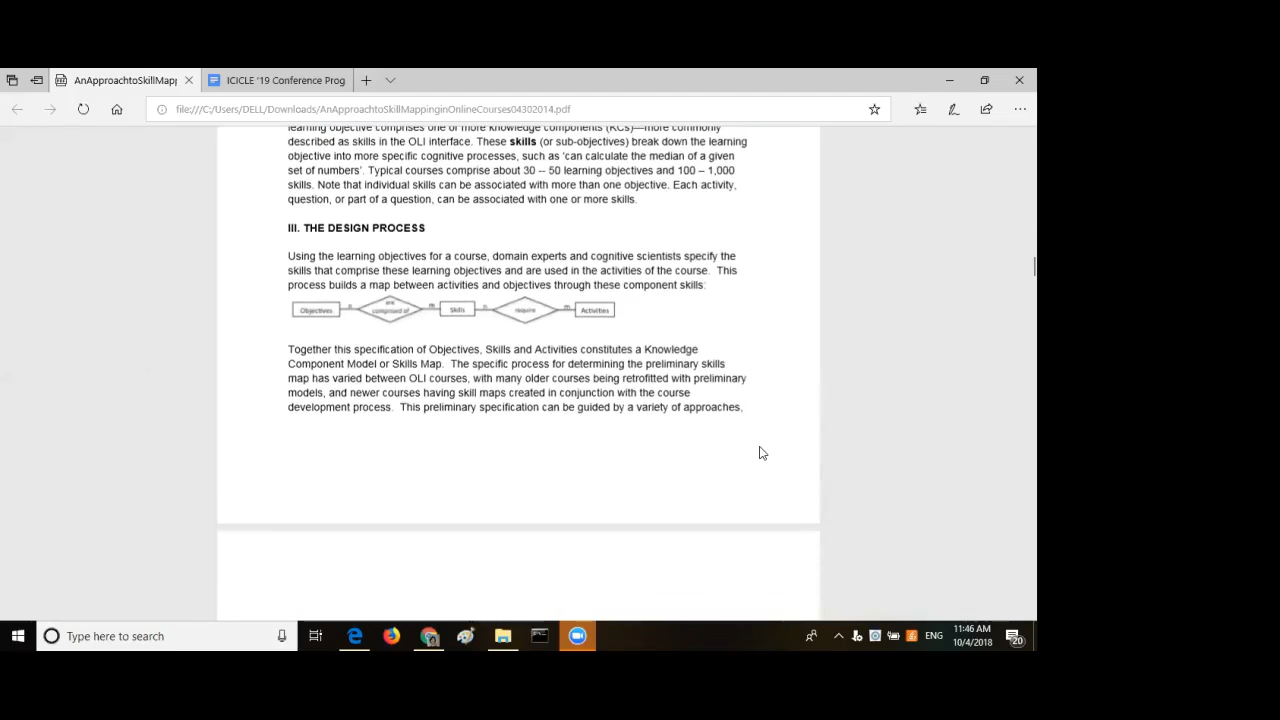 AnApproachtoSkillMap
ICICLE '19 Conference Prog
file:///C:/Users/DELL/Downloads/AnApproachtoSkillMappinginOnlineCourses04302014.pdf
learning objective comprises one or more knowledge components (KCs)—more commonly
described as skills in the OLI interface. These skills (or sub-objectives) break down the learning
objective into more specific cognitive processes, such as 'can calculate the median of a given
set of numbers'. Typical courses comprise about 30 -- 50 learning objectives and 100 – 1,000
skills. Note that individual skills can be associated with more than one objective. Each activity,
question, or part of a question, can be associated with one or more skills.
III. THE DESIGN PROCESS
Using the learning objectives for a course, domain experts and cognitive scientists specify the
skills that comprise these learning objectives and are used in the activities of the course. This
process builds a map between activities and objectives through these component skills:
Objectives n are comprised of m Skills n require m Activities
Together this specification of Objectives, Skills and Activities constitutes a Knowledge
Component Model or Skills Map. The specific process for determining the preliminary skills
map has varied between OLI courses, with many older courses being retrofitted with preliminary
models, and newer courses having skill maps created in conjunction with the course
development process. This preliminary specification can be guided by a variety of approaches,
Type here to search
ENG
11:46 AM
10/4/2018
20